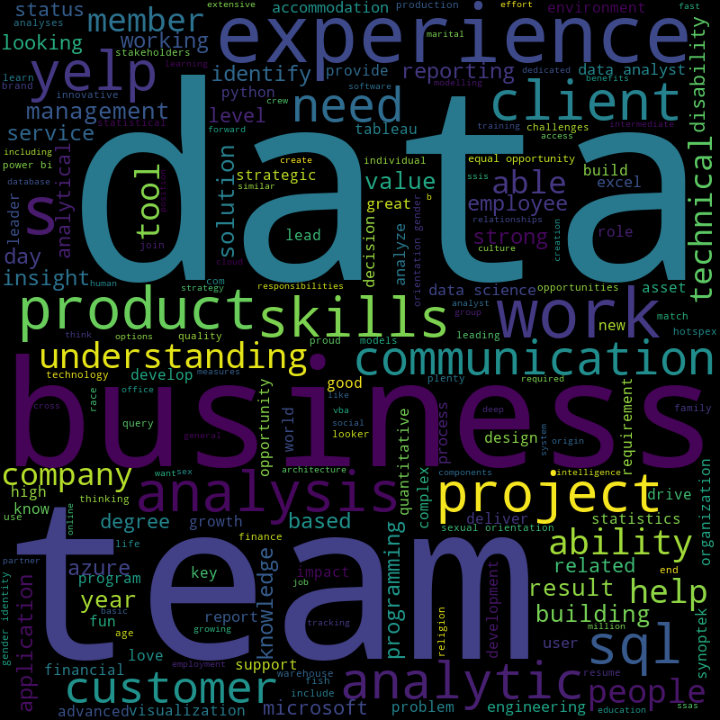 status
analyses
extensive
accommodation
production
effort
environment
fast
member
stakeholders
experience
marital
dedicated
benefits
looking
working
yelp
identify
provide
reporting
data analyst
disability
learn
brand
innovative
learning
software
modelling
management
need
client
python
level
crew
statistical
forward
tableau
training
challenges
intermediate
access
service
data
including
power bi
analytical
tool
solution
create
strategic
similar
individual
value
equal opportunity
able
build
excel
technical
database
leader
s
lead
great
decision
analyze
orientation gender
b
ssis
employee
relationships
strong
role
culture
creation
day
join
cloud
insight
human
strategy
com
responsibilities
data science
opportunities
asset
product
skills
analyst
group
work
new
match
hotspex
think
options
quality
proud
models
leading
understanding
communication
technology
develop
measures
good
plenty
required
business
cross
race
office
query
general
opportunity
world
like
vba
social
looker
quantitative
process
deep
design
system
origin
requirement
family
company
want
sex
architecture
components
intelligence
high
know
thinking
analysis
complex
project
drive
organization
use
online
degree
growth
based
deliver
sexual orientation
statistics
team
partner
life
finance
knowledge
programming
ability
azure
program
key
impact
job
end
related
gender identity
application
year
basic
report
tracking
development
result
help
fun
age
growing
religion
building
million
love
user
sql
synoptek
financial
support
employment
warehouse
fish
include
customer
analytic
resume
people
advanced
visualization
microsoft
problem
engineering
education
ssas